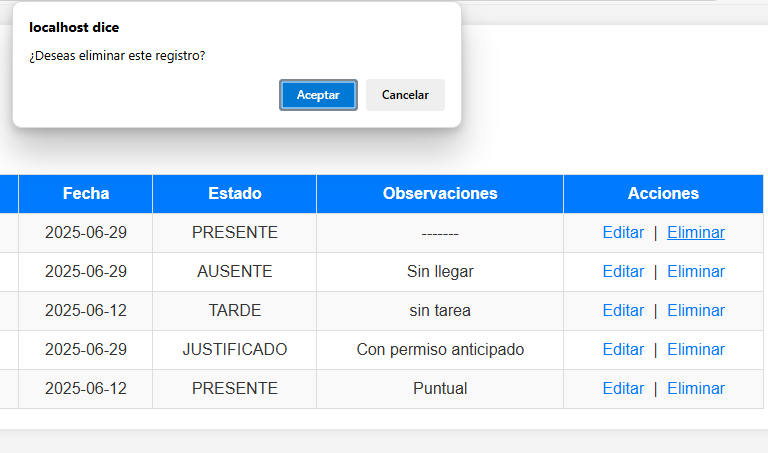 localhost dice
¿Deseas eliminar este registro?
Aceptar Cancelar
Fecha Estado Observaciones Acciones
2025-06-29 PRESENTE ------- Editar | Eliminar
2025-06-29 AUSENTE Sin llegar Editar | Eliminar
2025-06-12 TARDE sin tarea Editar | Eliminar
2025-06-29 JUSTIFICADO Con permiso anticipado Editar | Eliminar
2025-06-12 PRESENTE Puntual Editar | Eliminar